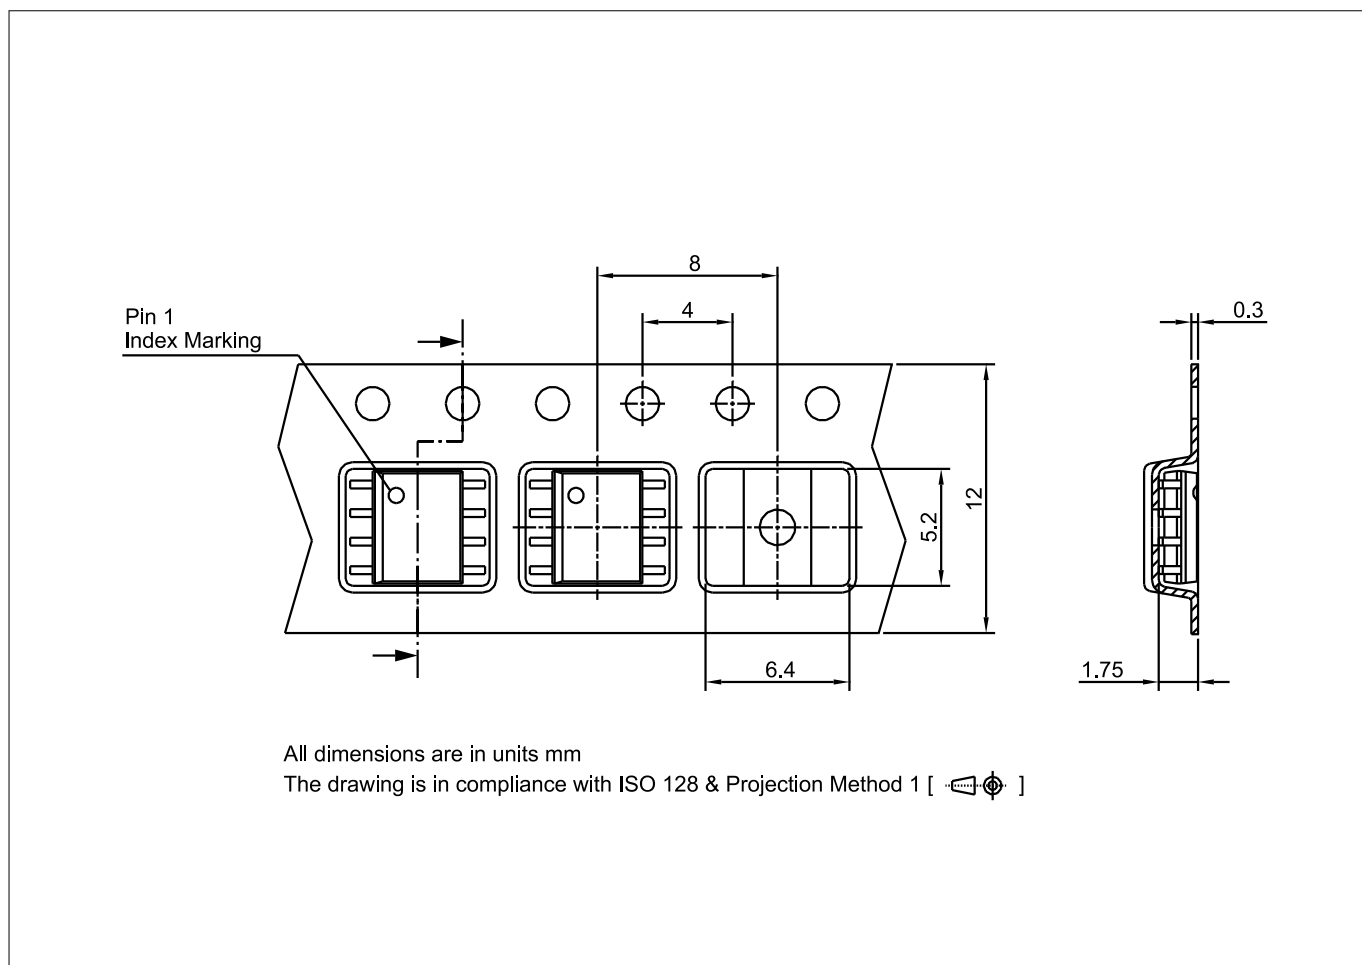 8
4
0.3
Pin 1
Index Marking
5.2
12
6.4
1.75
All dimensions are in units mm
The drawing is in compliance with ISO 128 & Projection Method 1 [ ]